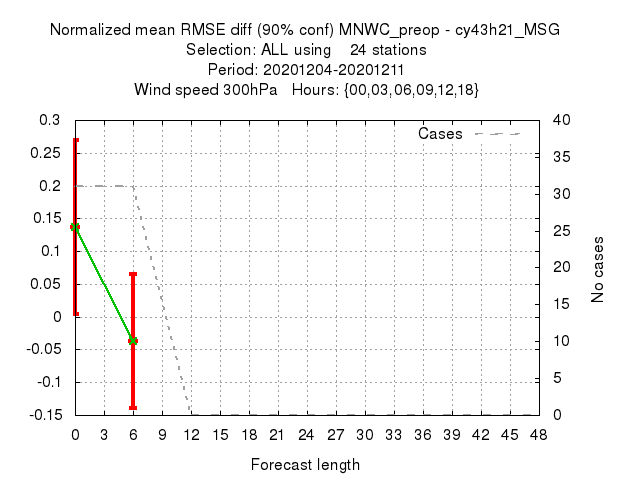 Normalized mean RMSE diff (90% conf) MNWC_preop - cy43h21_MSG
Selection: ALL using    24 stations
Period: 20201204-20201211
Wind speed 300hPa   Hours: {00,03,06,09,12,18}
Cases
0.3
0.25
0.2
0.15
0.1
0.05
0
-0.05
-0.1
-0.15
40
35
30
25
20
15
10
5
0
No cases
0 3 6 9 12 15 18 21 24 27 30 33 36 39 42 45 48
Forecast length